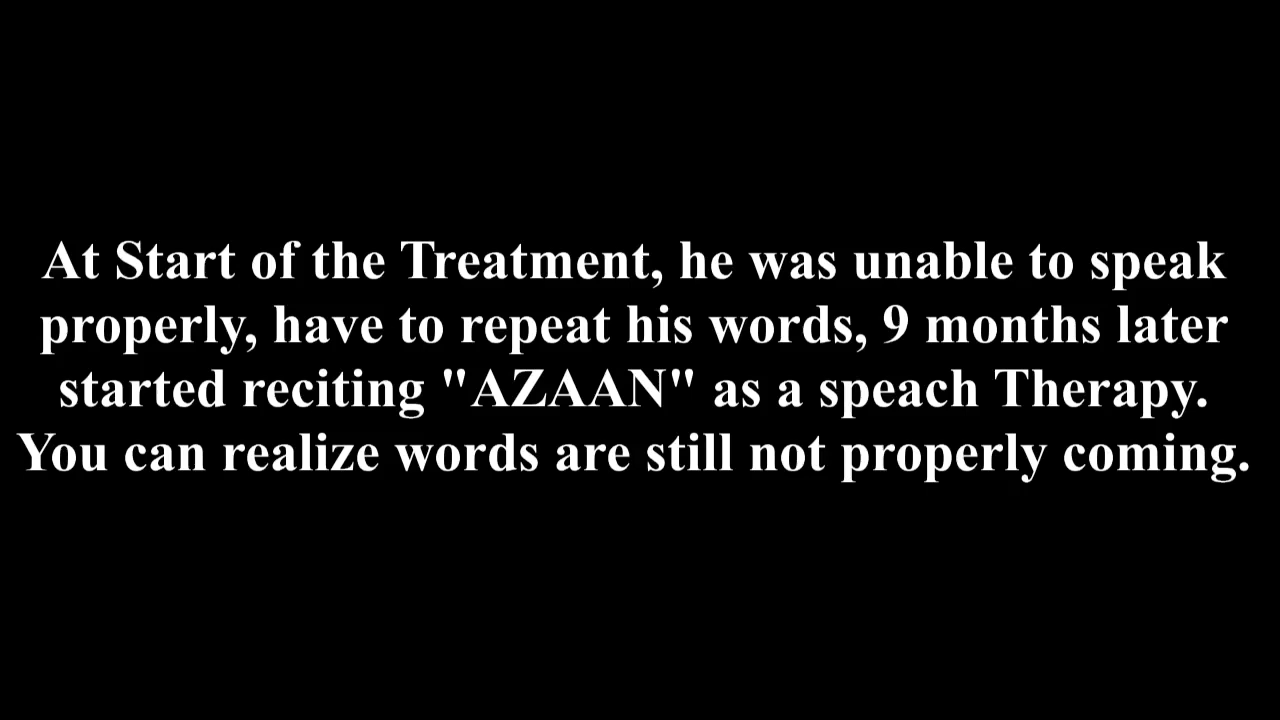 At Start of the Treatment, he was unable to speak
properly, have to repeat his words, 9 months later
started reciting "AZAAN" as a speach Therapy.
You can realize words are still not properly coming.